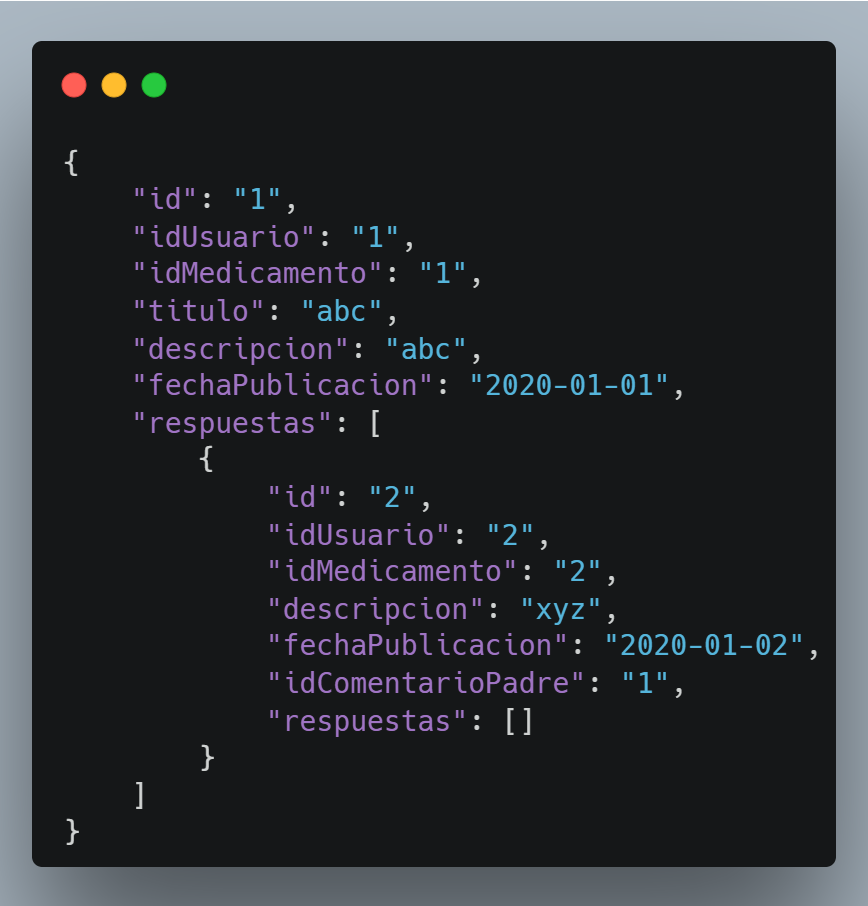 {
    "id": "1",
    "idUsuario": "1",
    "idMedicamento": "1",
    "titulo": "abc",
    "descripcion": "abc",
    "fechaPublicacion": "2020-01-01",
    "respuestas": [
        {
            "id": "2",
            "idUsuario": "2",
            "idMedicamento": "2",
            "descripcion": "xyz",
            "fechaPublicacion": "2020-01-02",
            "idComentarioPadre": "1",
            "respuestas": []
        }
    ]
}